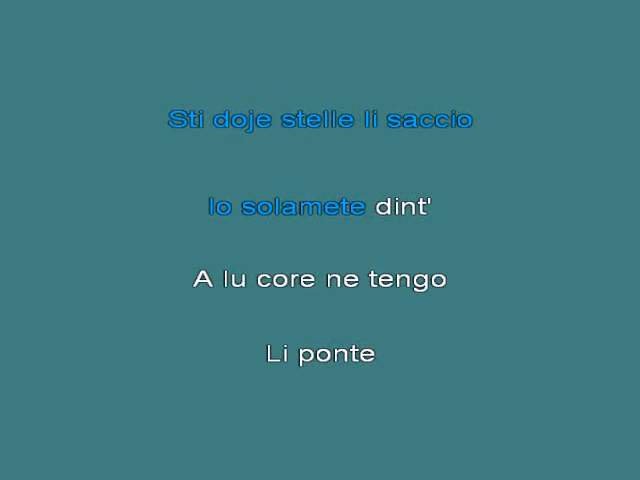 Sti doje stelle li saccio
Io solamete dint'
A lu core ne tengo
Li ponte